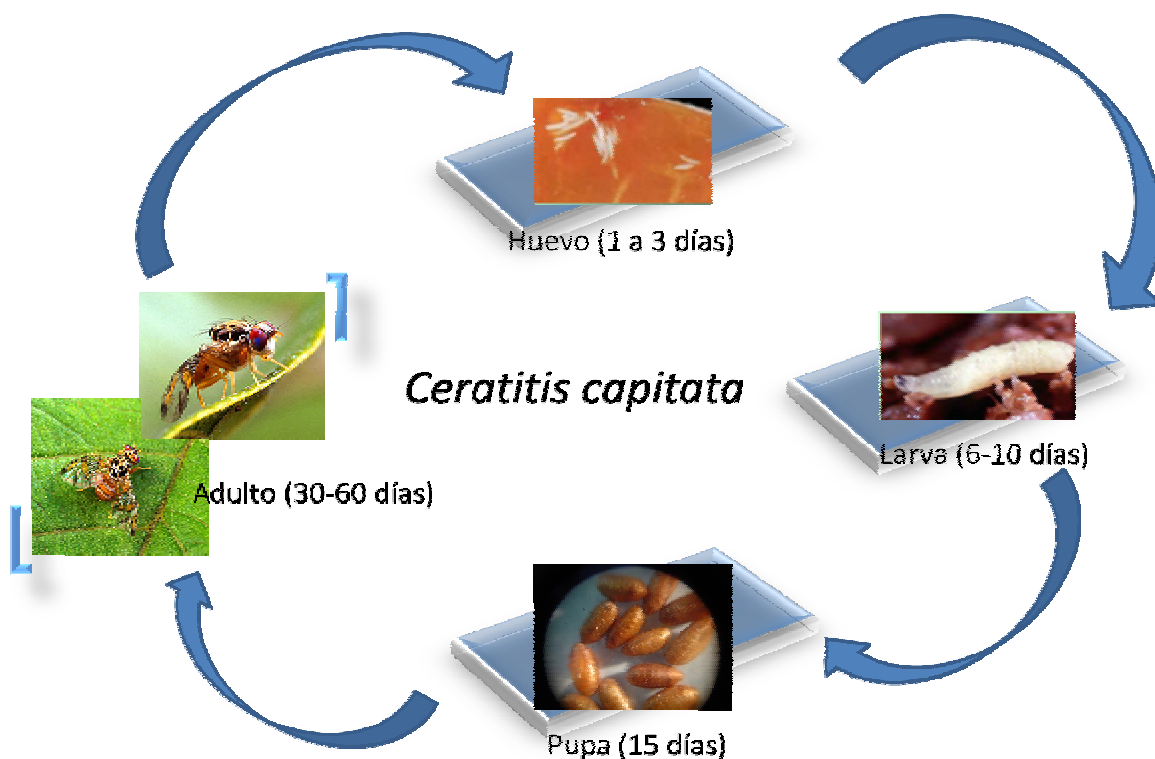 Huevo (1 a 3 días)
Ceratitis capitata
Larva (6-10 días)
Adulto (30-60 días)
Pupa (15 días)